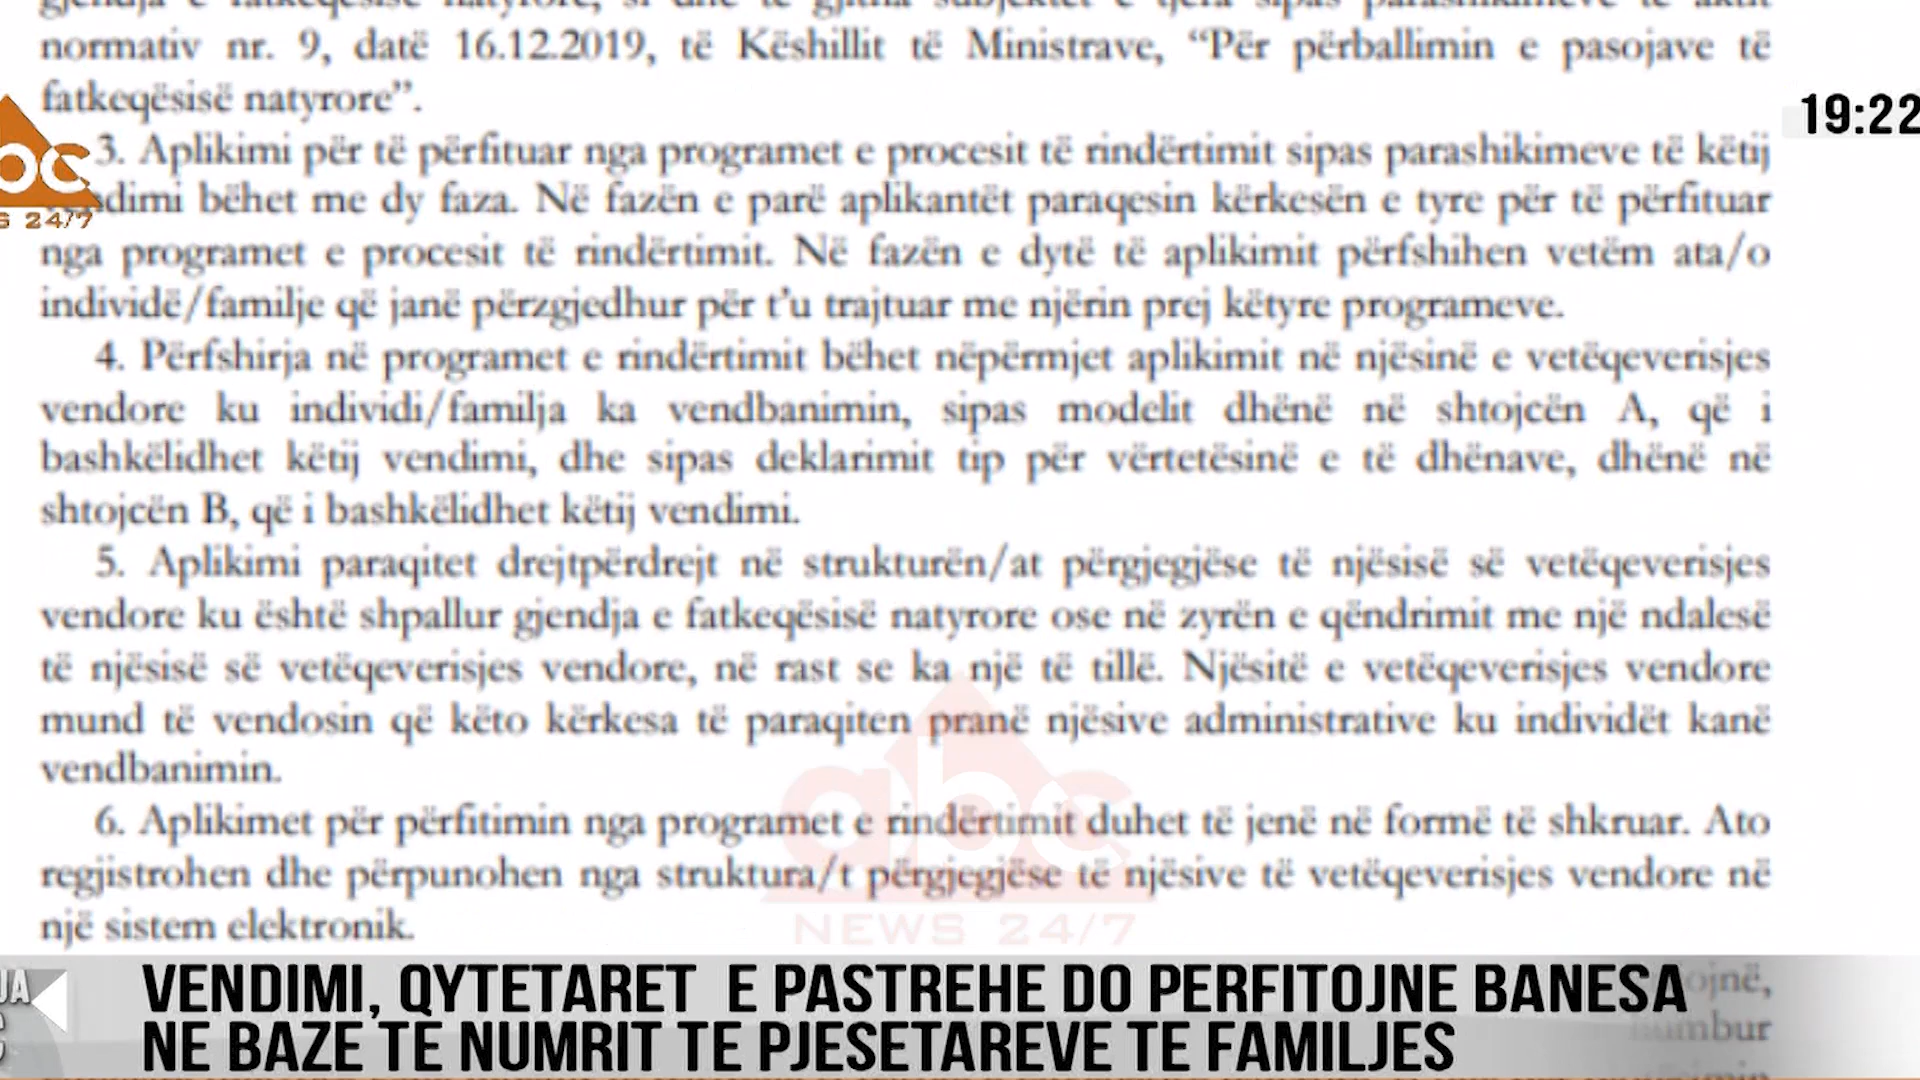 normativ nr. 9, datë 16.12.2019, të Këshillit të Ministrave, “Për përballimin e pasojave të
fatkeqësisë natyrore”.
19:22
3. Aplikimi për të përfituar nga programet e procesit të rindërtimit sipas parashikimeve të këtij
bc
dimi bëhet me dy faza. Në fazën e parë aplikantët paraqesin kërkesën e tyre për të përfituar
S 24/7
nga programet e procesit të rindërtimit. Në fazën e dytë të aplikimit përfshihen vetëm ata/o
individë/familje që janë përzgjedhur për t’u trajtuar me njërin prej këtyre programeve.
4. Përfshirja në programet e rindërtimit bëhet nëpërmjet aplikimit në njësinë e vetëqeverisjes
vendore ku individi/familja ka vendbanimin, sipas modelit dhënë në shtojcën A, që i
bashkëlidhet këtij vendimi, dhe sipas deklarimit tip për vërtetësinë e të dhënave, dhënë në
shtojcën B, që i bashkëlidhet këtij vendimi.
5. Aplikimi paraqitet drejtpërdrejt në strukturën/at përgjegjëse të njësisë së vetëqeverisjes
vendore ku është shpallur gjendja e fatkeqësisë natyrore ose në zyrën e qëndrimit me një ndalesë
të njësisë së vetëqeverisjes vendore, në rast se ka një të tillë. Njësitë e vetëqeverisjes vendore
mund të vendosin që këto kërkesa të paraqiten pranë njësive administrative ku individët kanë
vendbanimin.
abc
6. Aplikimet për përfitimin nga programet e rindërtimit duhet të jenë në formë të shkruar. Ato
regjistrohen dhe përpunohen nga struktura/t përgjegjëse të njësive të vetëqeverisjes vendore në
një sistem elektronik.
NEWS 24/7
VENDIMI, QYTETARET E PASTREHE DO PERFITOJNE BANESA
NE BAZE TE NUMRIT TE PJESETAREVE TE FAMILJES